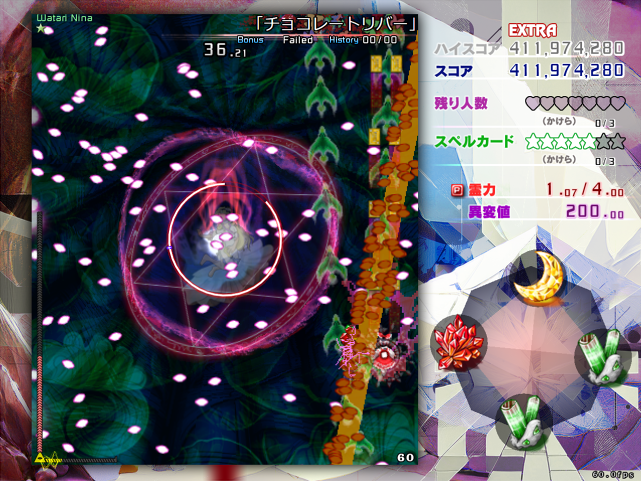 Watari Nina
「チョコレートリバー」
Bonus Failed History 00/00
36.21
EXTRA
ハイスコア 411,974,280
スコア 411,974,280
残り人数
(かけら) 0/3
スペルカード
(かけら) 0/3
P 霊力 1.07/4.00
異変値 200.00
60
60.0fps